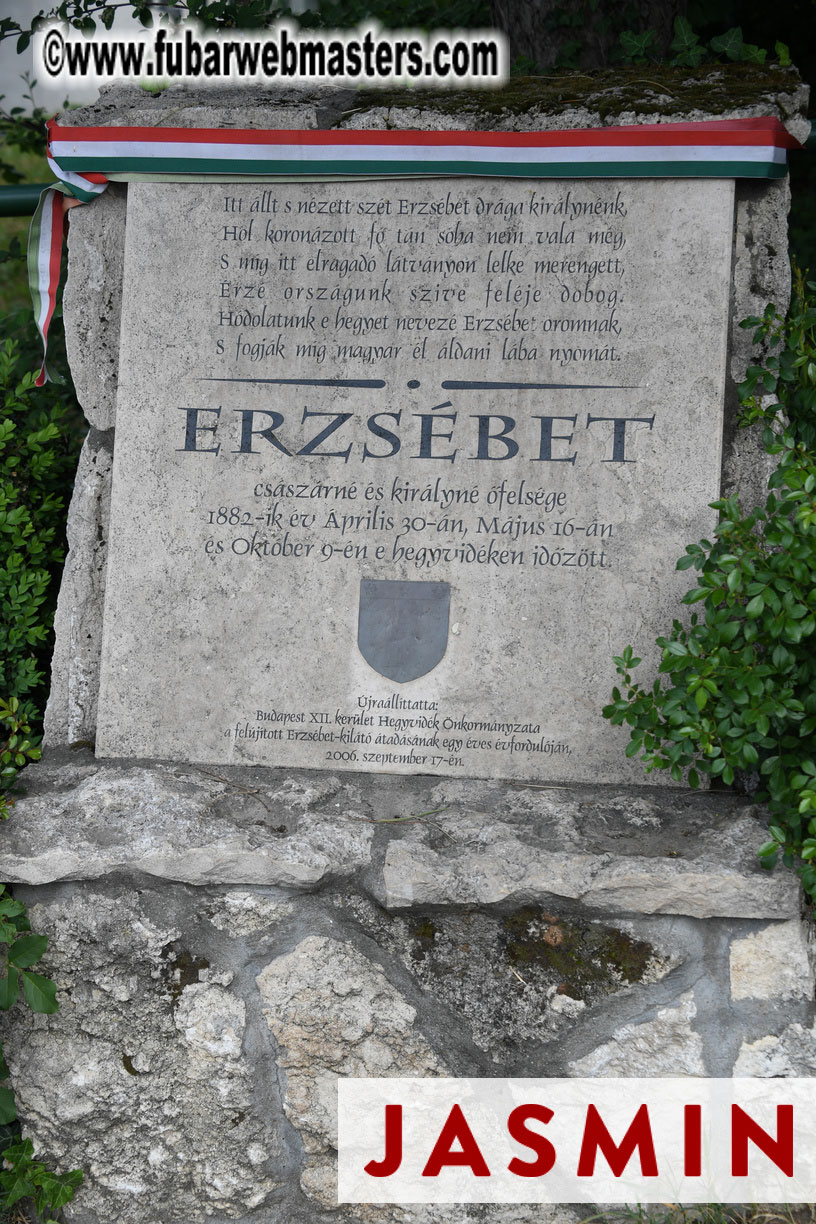 ©www.fubarwebmasters.com
Itt állt s nézett szét Erzsébet drága királynénk,
Hol koronázott fő tán soha nem vala még,
S mig itt elragadó látványon lelke merengett,
Érzé országunk szive feléje dobog.
Hódolatunk e hegyet nevezé Erzsébet oromnak,
S fogják mig magyar él áldani lába nyomát.
ERZSÉBET
császárné és királyné őfelsége
1882-ik év Április 30-án, Május 16-án
és Október 9-én e hegyvidéken időzött.
Újraállíttatta:
Budapest XII. kerület Hegyvidék Önkormányzata
a felújított Erzsébet-kilátó átadásának egy éves évfordulóján,
2006. szeptember 17-én.
JASMIN